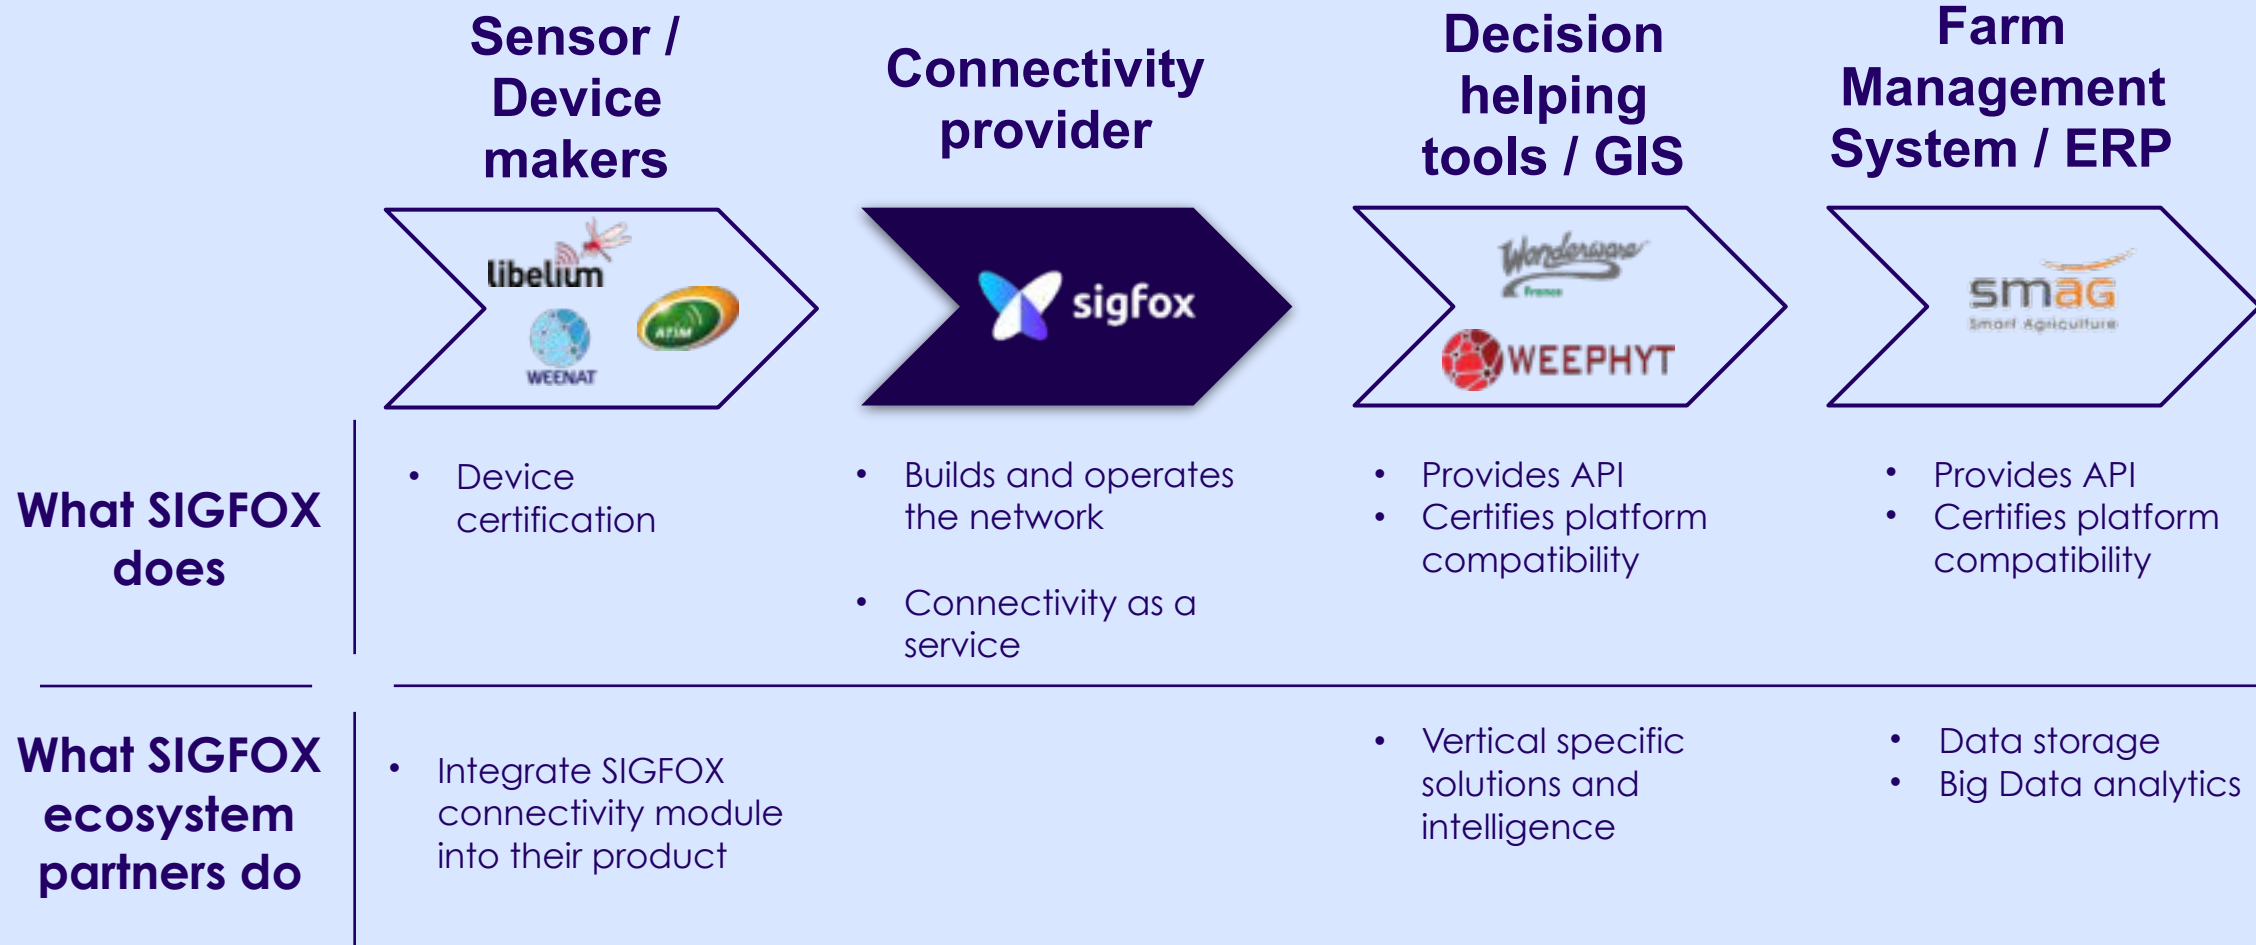 Sensor /
Device
makers
Connectivity
provider
Decision
helping
tools / GIS
Farm
Management
System / ERP
libelium
ATIM
WEENAT
sigfox
Wonderware
France
WEEPHYT
smaG
Smart Agriculture
What SIGFOX
does
• Device
certification
• Builds and operates
the network
• Connectivity as a
service
• Provides API
• Certifies platform
compatibility
• Provides API
• Certifies platform
compatibility
What SIGFOX
ecosystem
partners do
• Integrate SIGFOX
connectivity module
into their product
• Vertical specific
solutions and
intelligence
• Data storage
• Big Data analytics